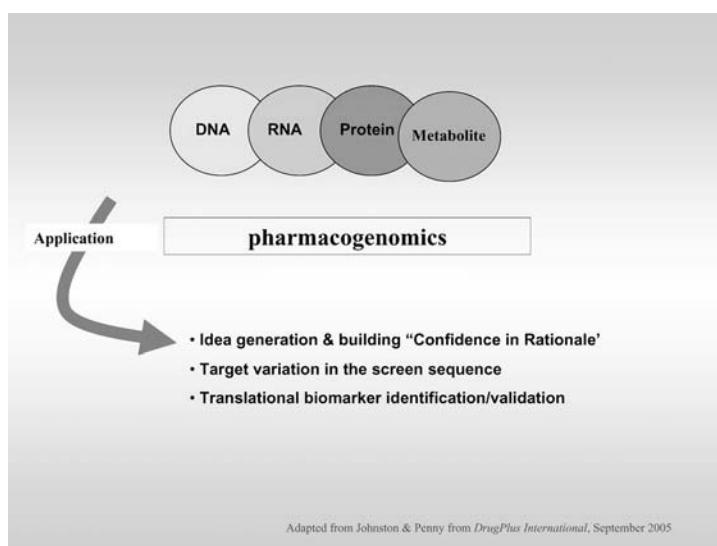 DNA RNA Protein Metabolite
Application
pharmacogenomics
• Idea generation & building “Confidence in Rationale’
• Target variation in the screen sequence
• Translational biomarker identification/validation
Adapted from Johnston & Penny from DrugPlus International, September 2005